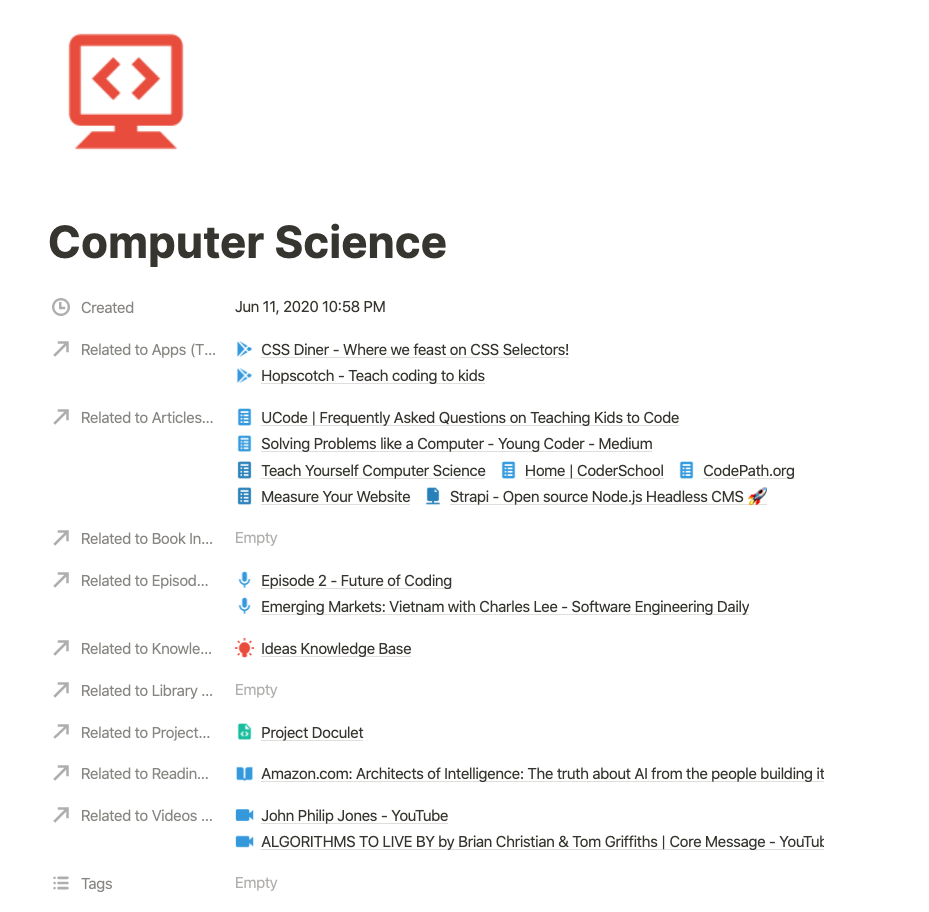 Computer Science
Created Jun 11, 2020 10:58 PM
Related to Apps (T... CSS Diner - Where we feast on CSS Selectors!
Hopscotch - Teach coding to kids
Related to Articles... UCode | Frequently Asked Questions on Teaching Kids to Code
Solving Problems like a Computer - Young Coder - Medium
Teach Yourself Computer Science Home | CoderSchool CodePath.org
Measure Your Website Strapi - Open source Node.js Headless CMS 🚀
Related to Book In... Empty
Related to Episod... Episode 2 - Future of Coding
Emerging Markets: Vietnam with Charles Lee - Software Engineering Daily
Related to Knowle... Ideas Knowledge Base
Related to Library ... Empty
Related to Project... Project Doculet
Related to Readin... Amazon.com: Architects of Intelligence: The truth about AI from the people building it
Related to Videos ... John Philip Jones - YouTube
ALGORITHMS TO LIVE BY by Brian Christian & Tom Griffiths | Core Message - YouTub
Tags Empty